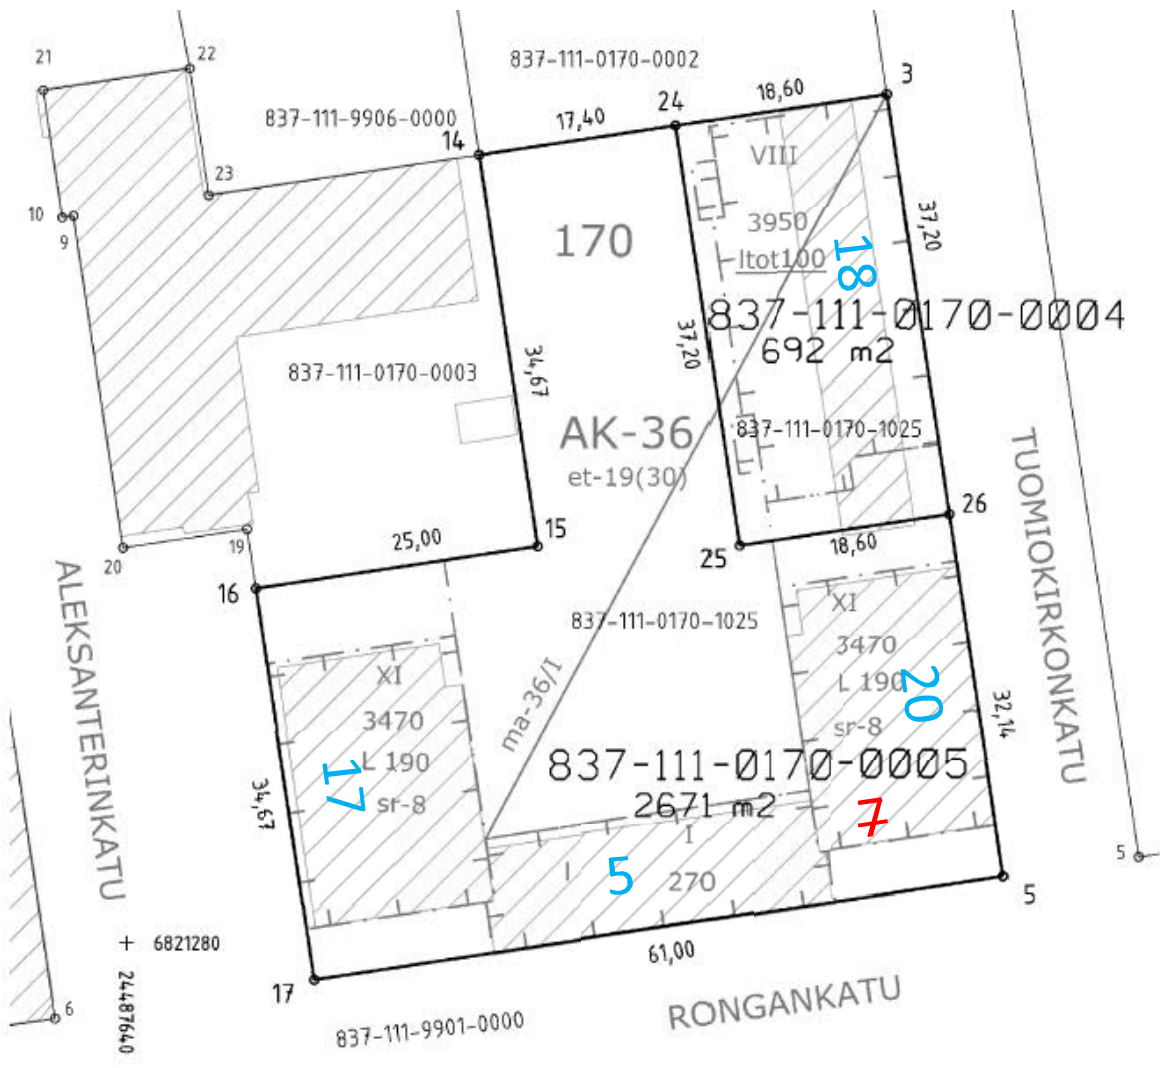 837-111-0170-0002
21
22
3
18,60
24
837-111-9906-0000
17,40
14
VIII
23
10
9
3950
37,20
170
ltot100
18
837-111-0170-0004
37,20
692 m2
34,67
837-111-0170-0003
AK-36
837-111-0170-1025
et-19(30)
TUOMIOKIRKONKATU
26
15
25,00
18,60
19
25
20
16
ALEKSANTERINKATU
XI
837-111-0170-1025
3470
XI
L 190
20
ma-36/I
32,14
3470
sr-8
L 190
837-111-0170-0005
17
34,67
sr-8
2671 m2
7
I
5
I
5
270
5
+ 6821280
61,00
24487640
17
RONGANKATU
6
837-111-9901-0000